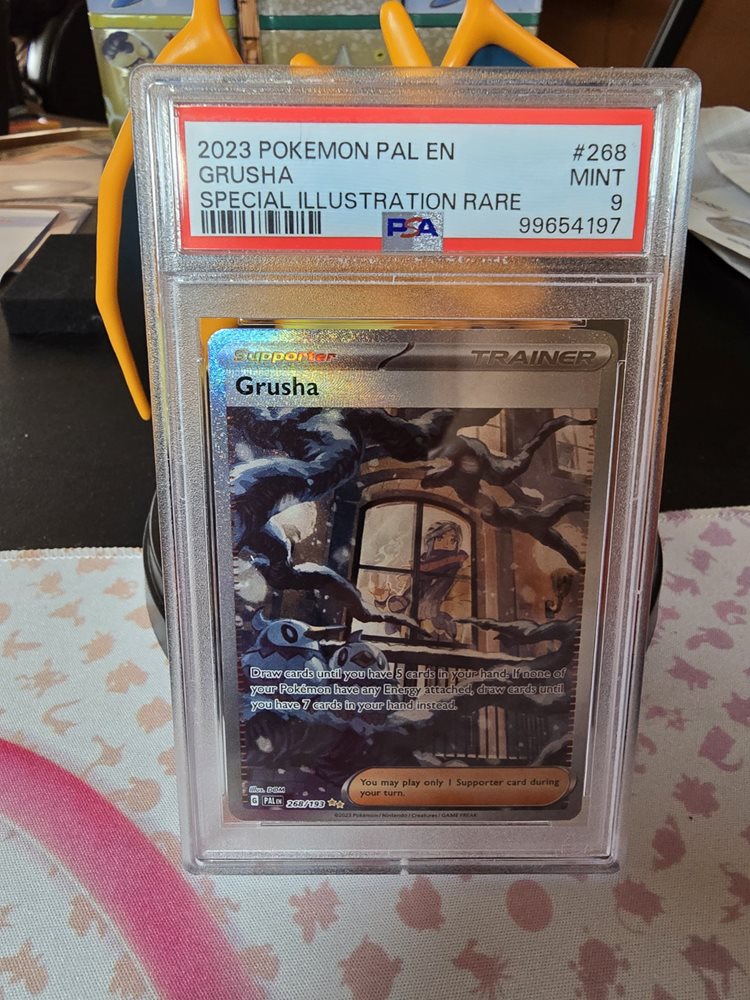 2023 POKEMON PAL EN #268
GRUSHA MINT
SPECIAL ILLUSTRATION RARE 9
PSA 99654197
Supporter TRAINER
Grusha
Draw cards until you have 5 cards in your hand. If none of
your Pokémon have any Energy attached, draw cards until
you have 7 cards in your hand instead.
You may play only 1 Supporter card during
your turn.
Illus. DOM
G PAL EN 268/193
©2023 Pokémon / Nintendo / Creatures / GAME FREAK